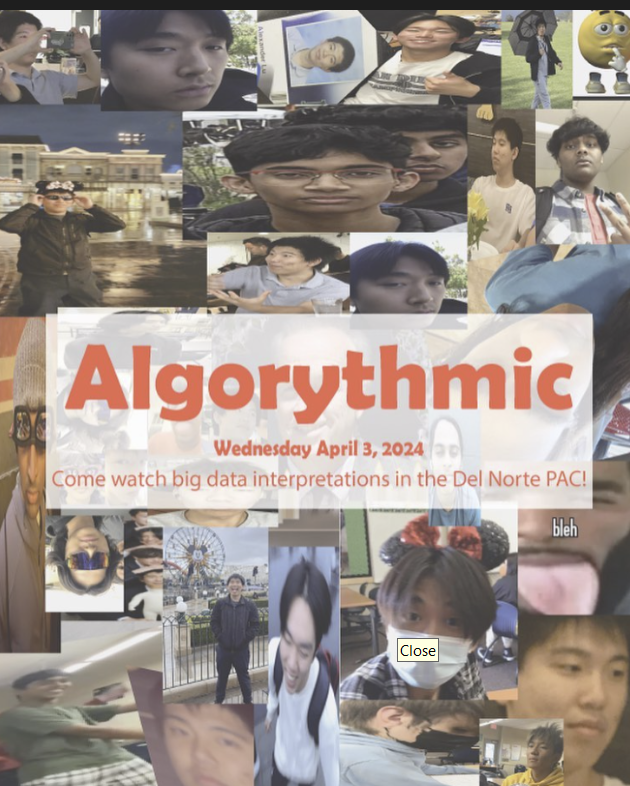 Algorythmic
Wednesday April 3, 2024
Come watch big data interpretations in the Del Norte PAC!
bleh
Close